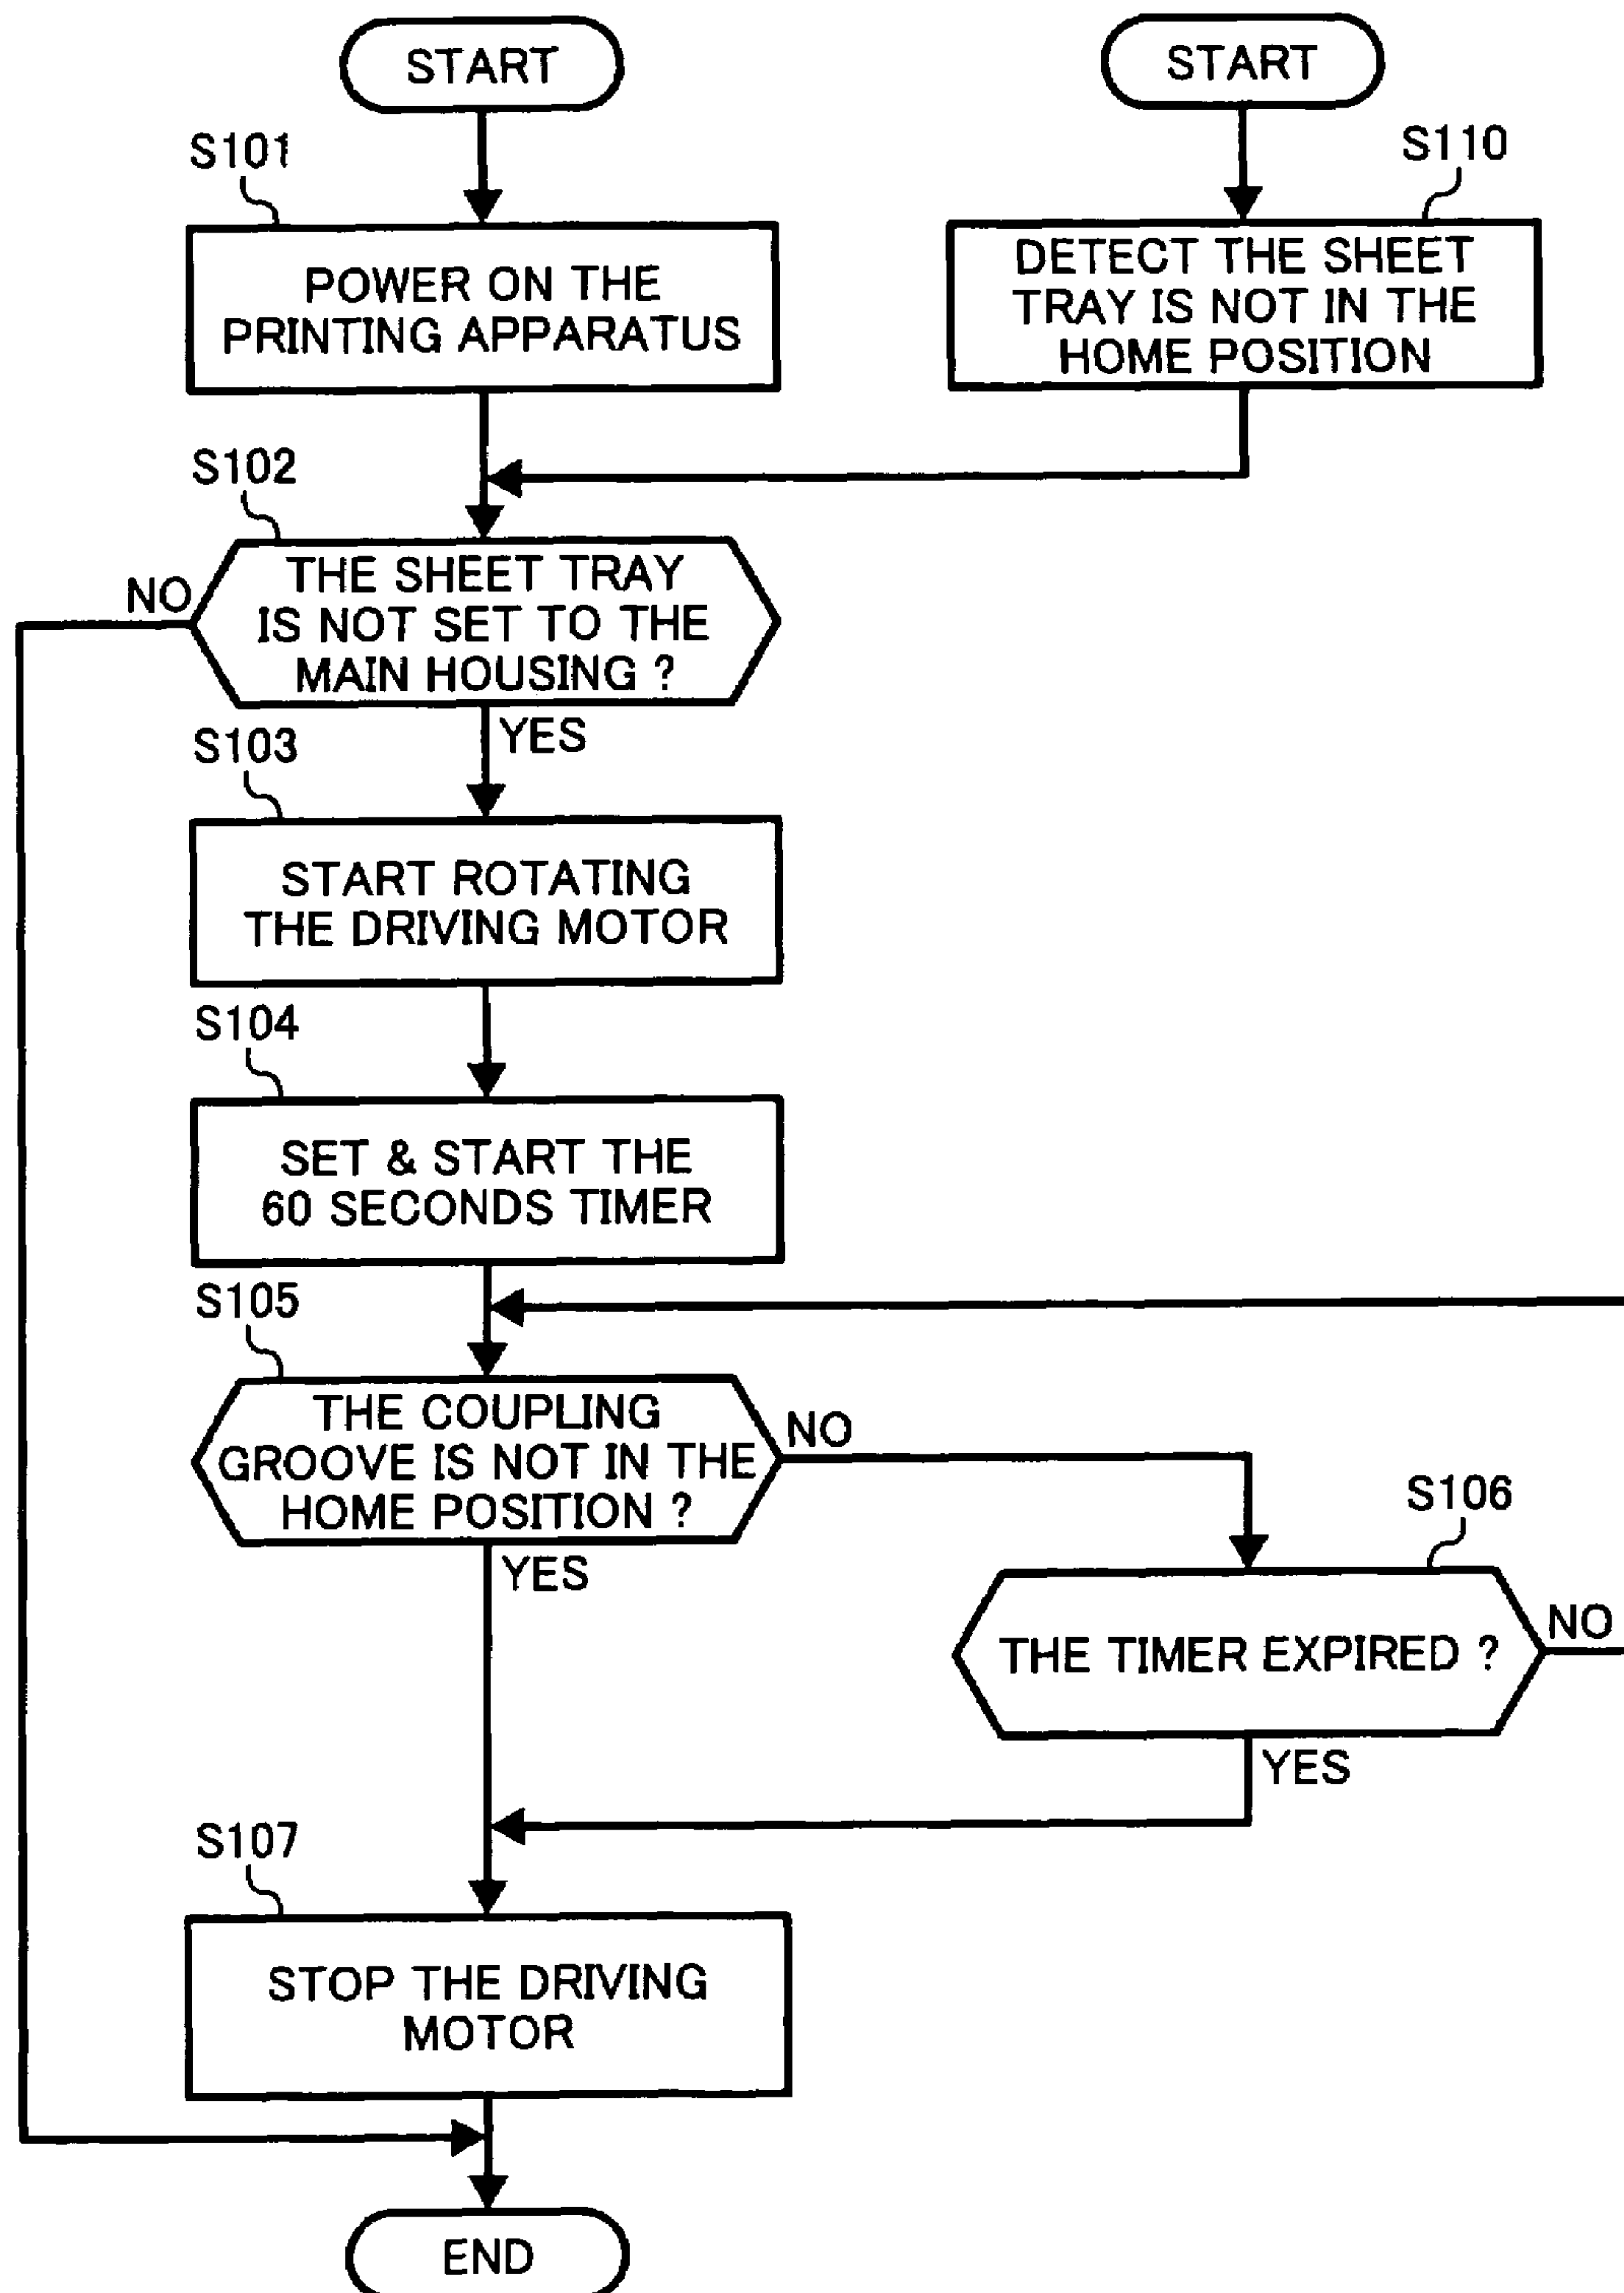 START
S101
POWER ON THE
PRINTING APPARATUS
START
S110
DETECT THE SHEET
TRAY IS NOT IN THE
HOME POSITION
S102
THE SHEET TRAY
IS NOT SET TO THE
MAIN HOUSING ?
NO
YES
S103
START ROTATING
THE DRIVING MOTOR
S104
SET & START THE
60 SECONDS TIMER
S105
THE COUPLING
GROOVE IS NOT IN THE
HOME POSITION ?
NO
YES
S106
THE TIMER EXPIRED ?
NO
YES
S107
STOP THE DRIVING
MOTOR
END